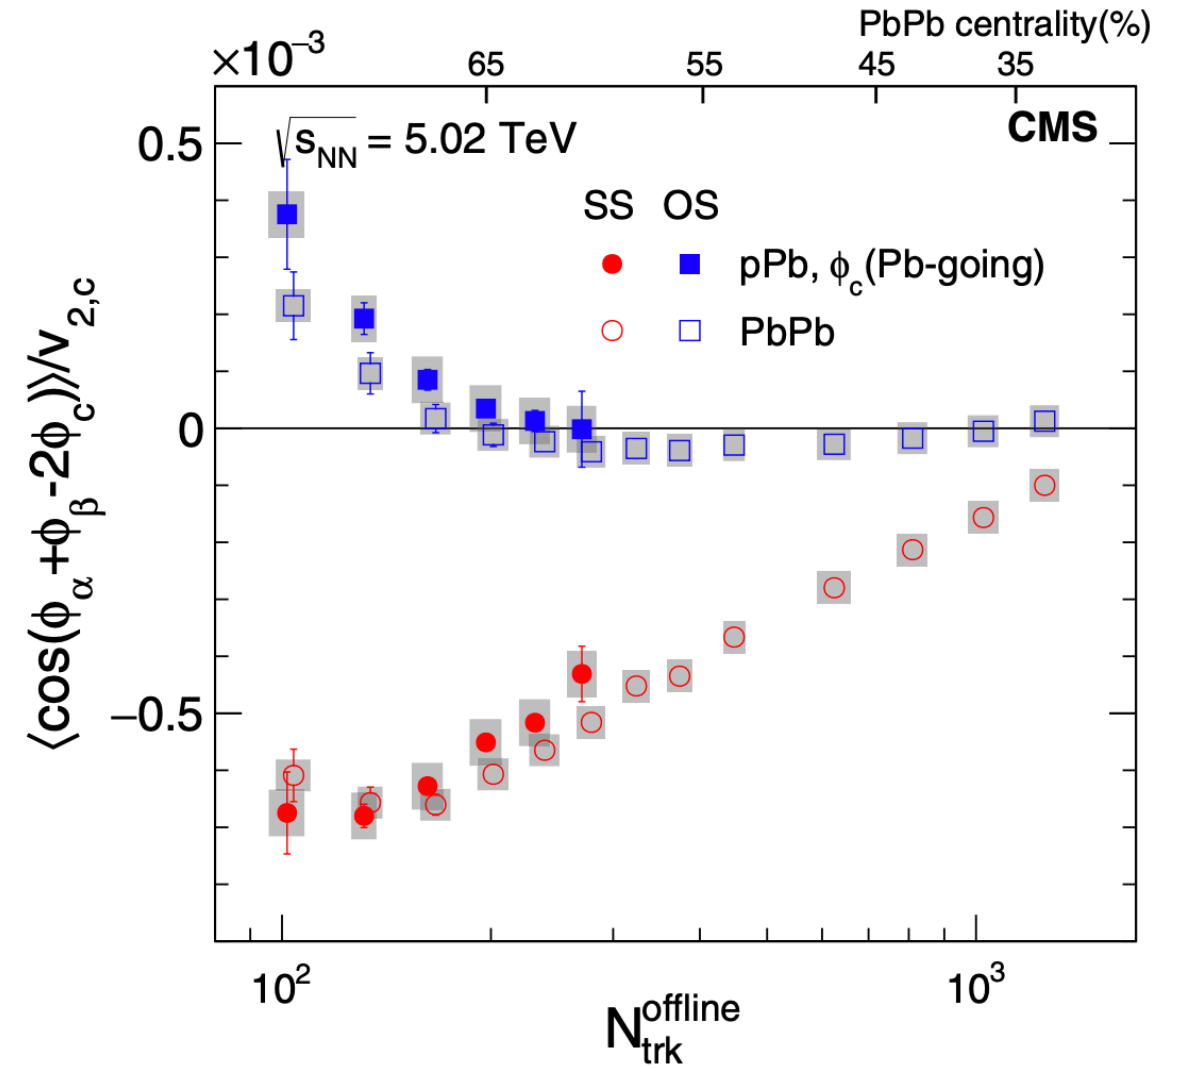 PbPb centrality(%)
×10⁻³ 65 55 45 35
√sNN = 5.02 TeV
CMS
SS OS
pPb, ϕc(Pb-going)
PbPb
0.5
0
−0.5
⟨cos(ϕα+ϕβ-2ϕc)⟩/v2,c
10² 10³
Ntrk^offline